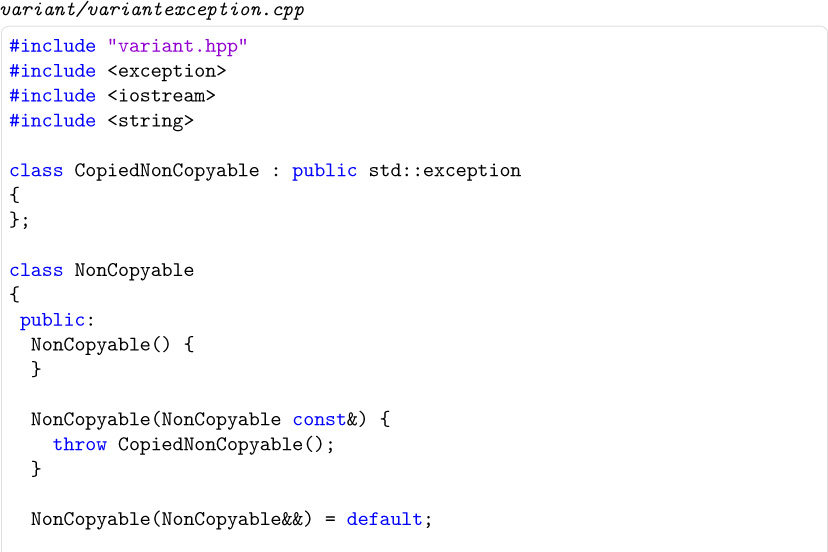 variant/variantexception.cpp
#include "variant.hpp"
#include <exception>
#include <iostream>
#include <string>
class CopiedNonCopyable : public std::exception
{
};
class NonCopyable
{
public:
NonCopyable() {
}
NonCopyable(NonCopyable const&) {
throw CopiedNonCopyable();
}
NonCopyable(NonCopyable&&) = default;